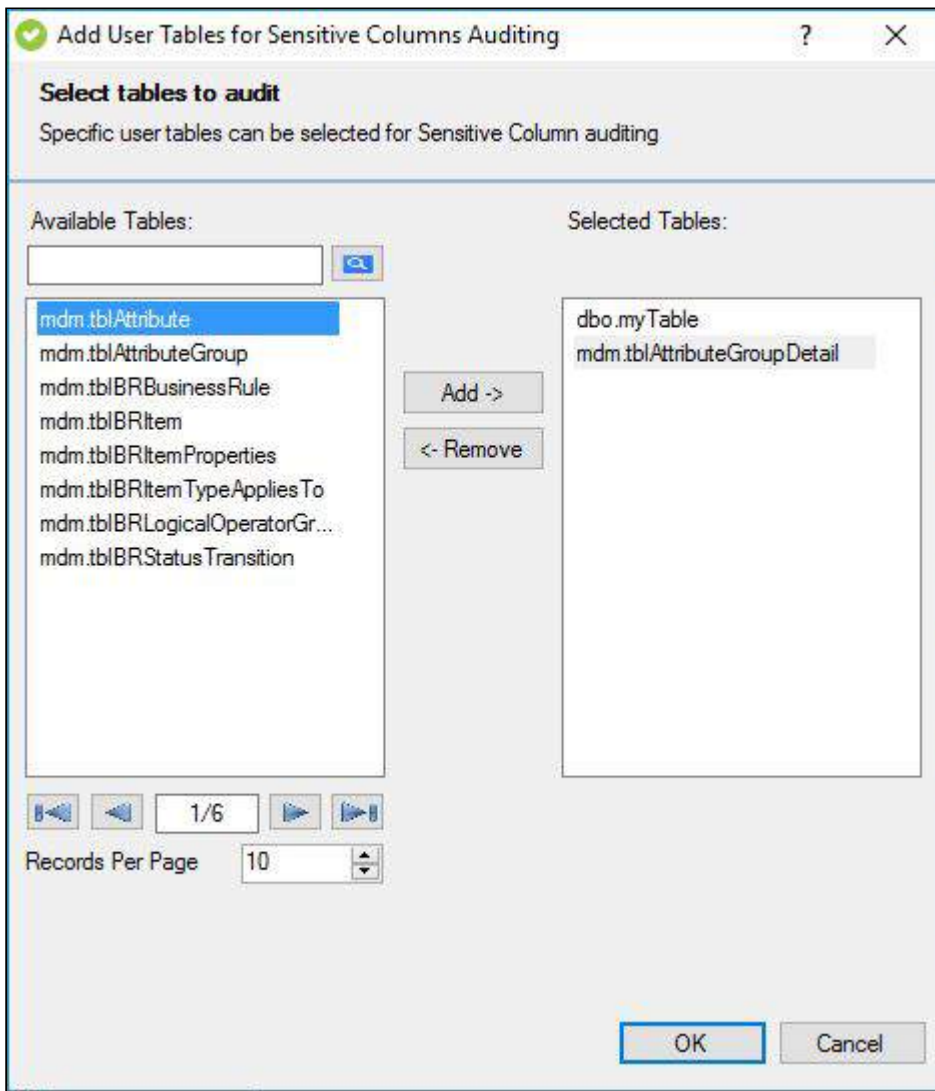 Add User Tables for Sensitive Columns Auditing ?
Select tables to audit
Specific user tables can be selected for Sensitive Column auditing
Available Tables:
Selected Tables:
mdm.tblAttribute
mdm.tblAttributeGroup
mdm.tblBRBusinessRule
mdm.tblBRItem
mdm.tblBRItemProperties
mdm.tblBRItemTypeAppliesTo
mdm.tblBRLogicalOperatorGr...
mdm.tblBRStatusTransition
Add ->
<- Remove
dbo.myTable
mdm.tblAttributeGroupDetail
1/6
Records Per Page 10
OK Cancel